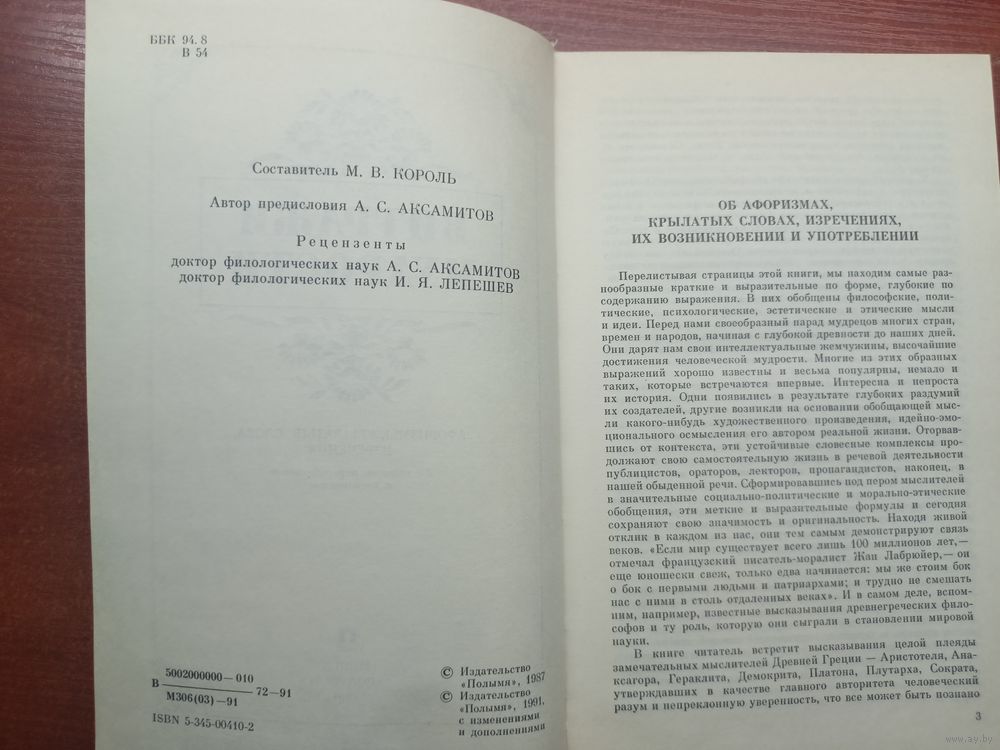 ББК 94.8
В 54
Составитель М. В. КОРОЛЬ
Автор предисловия А. С. АКСАМИТОВ
Рецензенты
доктор филологических наук А. С. АКСАМИТОВ
доктор филологических наук И. Я. ЛЕПЕШЕВ
В 5002000000—010
М306(03)—91 72—91
ISBN 5-345-00410-2
© Издательство
«Полымя», 1987
© Издательство
«Полымя», 1991,
с изменениями
и дополнениями
ОБ АФОРИЗМАХ,
КРЫЛАТЫХ СЛОВАХ, ИЗРЕЧЕНИЯХ,
ИХ ВОЗНИКНОВЕНИИ И УПОТРЕБЛЕНИИ
Перелистывая страницы этой книги, мы находим самые раз-
нообразные краткие и выразительные по форме, глубокие по
содержанию выражения. В них обобщены философские, поли-
тические, психологические, эстетические и этические мысли
и идеи. Перед нами своеобразный парад мудрецов многих стран,
времен и народов, начиная с глубокой древности до наших дней.
Они дарят нам свои интеллектуальные жемчужины, высочайшие
достижения человеческой мудрости. Многие из этих образных
выражений хорошо известны и весьма популярны, немало и
таких, которые встречаются впервые. Интересна и непроста
их история. Одни появились в результате глубоких раздумий
их создателей, другие возникли на основании обобщающей мыс-
ли какого-нибудь художественного произведения, идейно-эмо-
ционального осмысления его автором реальной жизни. Оторвав-
шись от контекста, эти устойчивые словесные комплексы про-
должают свою самостоятельную жизнь в речевой деятельности
публицистов, ораторов, лекторов, пропагандистов, наконец, в
нашей обыденной речи. Сформировавшись под пером мыслителей
в значительные социально-политические и морально-этические
обобщения, эти меткие и выразительные формулы и сегодня
сохраняют свою значимость и оригинальность. Находя живой
отклик в каждом из нас, они тем самым демонстрируют связь
веков. «Если мир существует всего лишь 100 миллионов лет,—
отмечал французский писатель-моралист Жан Лабрюйер,— он
еще юношески свеж, только едва начинается: мы же стоим бок
о бок с первыми людьми и патриархами; и трудно не смешать
нас с ними в столь отдаленных веках». И в самом деле, вспом-
ним, например, известные высказывания древнегреческих фило-
софов и ту роль, которую они сыграли в становлении мировой
науки.
В книге читатель встретит высказывания целой плеяды
замечательных мыслителей Древней Греции — Аристотеля, Ана-
ксагора, Гераклита, Демокрита, Платона, Плутарха, Сократа,
утверждавших в качестве главного авторитета человеческий
разум и непреклонную уверенность, что все может быть познано
3
www.ay.by